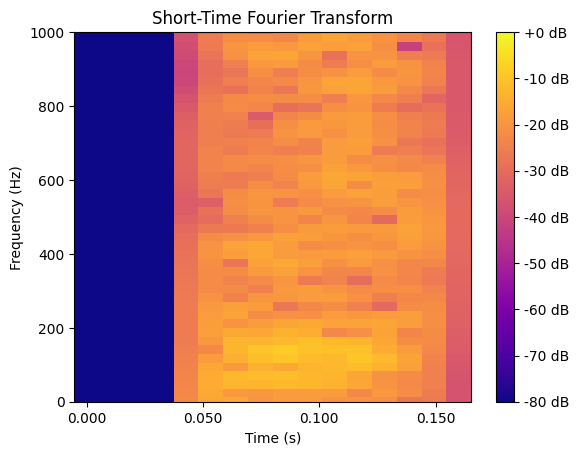 Short-Time Fourier Transform
1000
800
600
400
200
0
Frequency (Hz)
0.000
0.050
0.100
0.150
Time (s)
+0 dB
-10 dB
-20 dB
-30 dB
-40 dB
-50 dB
-60 dB
-70 dB
-80 dB